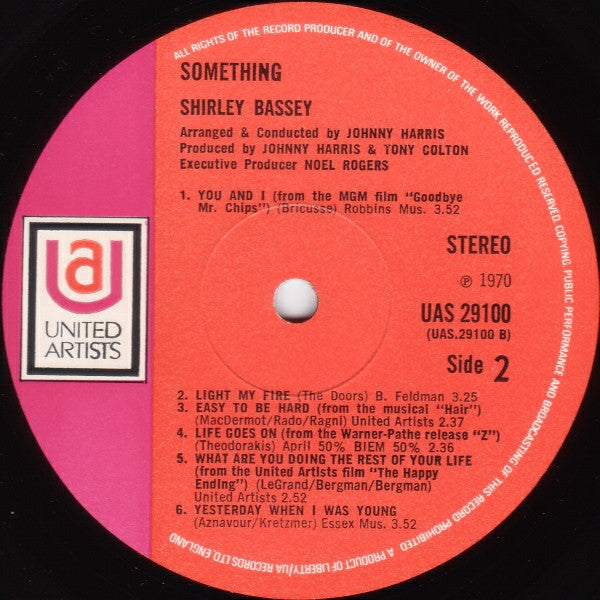 ALL RIGHTS OF THE RECORD PRODUCER AND OF THE OWNER OF THE WORK REPRODUCED RESERVED. COPYING, PUBLIC PERFORMANCE AND BROADCASTING OF THIS RECORD PROHIBITED
A PRODUCT OF LIBERTY/UA RECORDS LTD ENGLAND
SOMETHING
SHIRLEY BASSEY
Arranged & Conducted by JOHNNY HARRIS
Produced by JOHNNY HARRIS & TONY COLTON
Executive Producer NOEL ROGERS
1. YOU AND I (from the MGM film "Goodbye
Mr. Chips") (Bricusse) Robbins Mus. 3.52
STEREO
℗ 1970
UAS 29100
(UAS.29100 B)
Side 2
UA
UNITED
ARTISTS
2. LIGHT MY FIRE (The Doors) B. Feldman 3.25
3. EASY TO BE HARD (from the musical "Hair")
(MacDermot/Rado/Ragni) United Artists 2.37
4. LIFE GOES ON (from the Warner-Pathe release "Z")
(Theodorakis) April 50% BIEM 50% 2.36
5. WHAT ARE YOU DOING THE REST OF YOUR LIFE
(from the United Artists film "The Happy
Ending") (LeGrand/Bergman/Bergman)
United Artists 2.52
6. YESTERDAY WHEN I WAS YOUNG
(Aznavour/Kretzmer) Essex Mus. 3.52